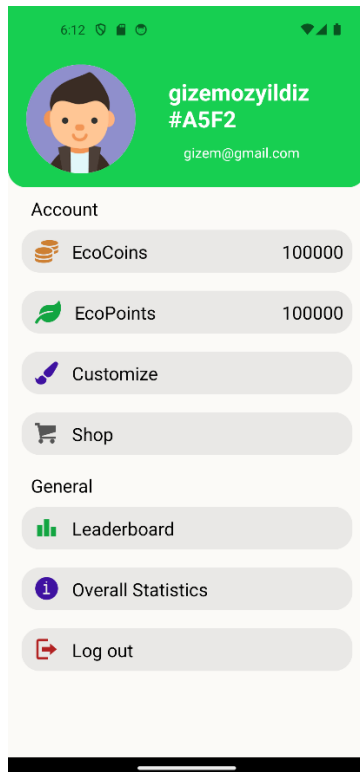 6:12
gizemozyildiz
#A5F2
gizem@gmail.com
Account
EcoCoins 100000
EcoPoints 100000
Customize
Shop
General
Leaderboard
Overall Statistics
Log out